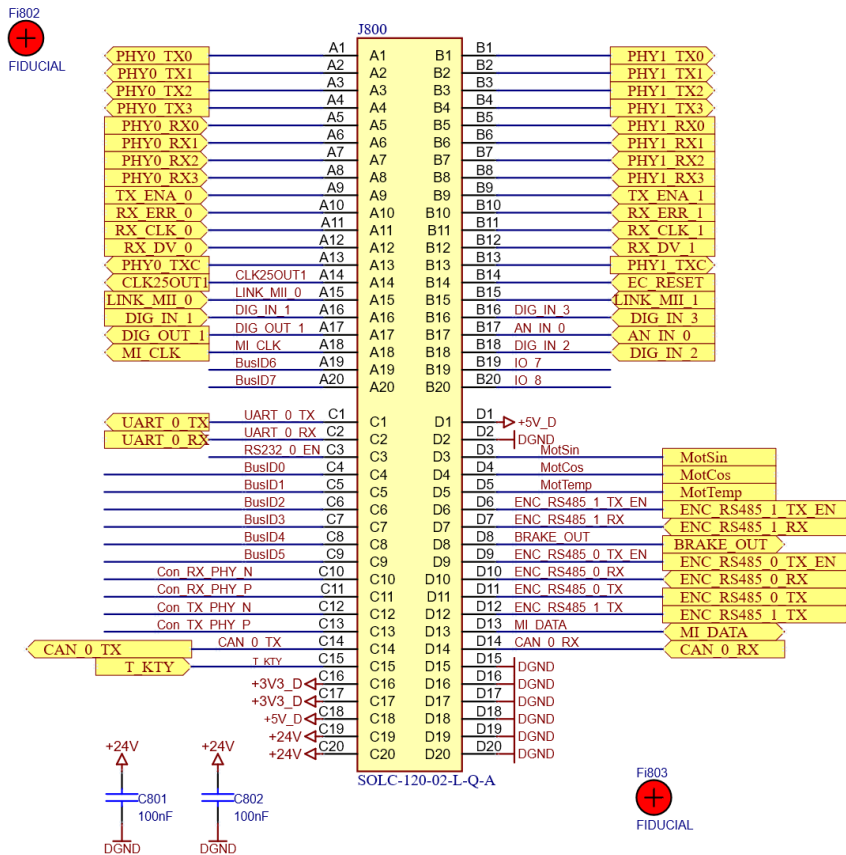 Fi802
FIDUCIAL
J800
PHY0_TX0 A1 A1 B1 B1 PHY1_TX0
PHY0_TX1 A2 A2 B2 B2 PHY1_TX1
PHY0_TX2 A3 A3 B3 B3 PHY1_TX2
PHY0_TX3 A4 A4 B4 B4 PHY1_TX3
PHY0_RX0 A5 A5 B5 B5 PHY1_RX0
PHY0_RX1 A6 A6 B6 B6 PHY1_RX1
PHY0_RX2 A7 A7 B7 B7 PHY1_RX2
PHY0_RX3 A8 A8 B8 B8 PHY1_RX3
TX_ENA_0 A9 A9 B9 B9 TX_ENA_1
RX_ERR_0 A10 A10 B10 B10 RX_ERR_1
RX_CLK_0 A11 A11 B11 B11 RX_CLK_1
RX_DV_0 A12 A12 B12 B12 RX_DV_1
PHY0_TXC A13 A13 B13 B13 PHY1_TXC
CLK25OUT1 CLK25OUT1 A14 A14 B14 B14 EC_RESET
LINK_MII_0 LINK_MII_0 A15 A15 B15 B15 LINK_MII_1
DIG_IN_1 DIG_IN_1 A16 A16 B16 B16 DIG_IN_3 DIG_IN_3
DIG_OUT_1 DIG_OUT_1 A17 A17 B17 B17 AN_IN_0 AN_IN_0
MI_CLK MI_CLK A18 A18 B18 B18 DIG_IN_2 DIG_IN_2
BusID6 A19 A19 B19 B19 IO_7
BusID7 A20 A20 B20 B20 IO_8
UART_0_TX UART_0_TX C1 C1 D1 D1 +5V_D
UART_0_RX UART_0_RX C2 C2 D2 D2 DGND
RS232_0_EN C3 C3 D3 D3 MotSin MotSin
BusID0 C4 C4 D4 D4 MotCos MotCos
BusID1 C5 C5 D5 D5 MotTemp MotTemp
BusID2 C6 C6 D6 D6 ENC_RS485_1_TX_EN ENC_RS485_1_TX_EN
BusID3 C7 C7 D7 D7 ENC_RS485_1_RX ENC_RS485_1_RX
BusID4 C8 C8 D8 D8 BRAKE_OUT BRAKE_OUT
BusID5 C9 C9 D9 D9 ENC_RS485_0_TX_EN ENC_RS485_0_TX_EN
Con_RX_PHY_N C10 C10 D10 D10 ENC_RS485_0_RX ENC_RS485_0_RX
Con_RX_PHY_P C11 C11 D11 D11 ENC_RS485_0_TX ENC_RS485_0_TX
Con_TX_PHY_N C12 C12 D12 D12 ENC_RS485_1_TX ENC_RS485_1_TX
Con_TX_PHY_P C13 C13 D13 D13 MI_DATA MI_DATA
CAN_0_TX CAN_0_TX C14 C14 D14 D14 CAN_0_RX CAN_0_RX
T_KTY T_KTY C15 C15 D15 D15 DGND
+3V3_D C16 C16 D16 D16 DGND
+3V3_D C17 C17 D17 D17 DGND
+5V_D C18 C18 D18 D18 DGND
+24V C19 C19 D19 D19 DGND
+24V C20 C20 D20 D20 DGND
SOLC-120-02-L-Q-A
+24V +24V
C801 C802
100nF 100nF
DGND DGND
Fi803
FIDUCIAL